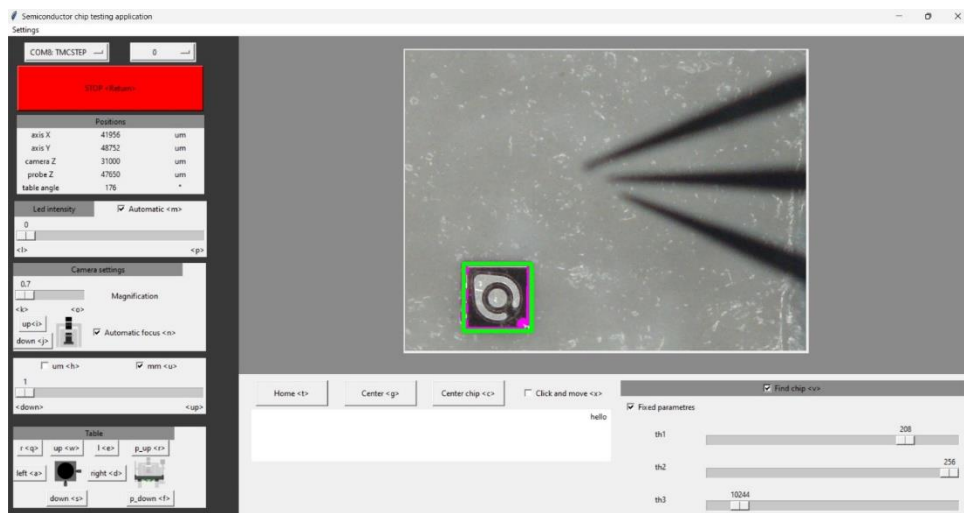 Semiconductor chip testing application
Settings
COM8: TMCSTEP
0
STOP <Return>
Positions
axis X 41956 um
axis Y 48752 um
camera Z 31000 um
probe Z 47650 um
table angle 176 °
Led intensity Automatic <m>
0
<l> <p>
Camera settings
0.7
Magnification
<k> <o>
up<i>
Automatic focus <n>
down <j>
um <h> mm <u>
1
<down> <up>
Table
r <q> up <w> l <e> p_up <r>
left <a> right <d>
down <s> p_down <f>
Home <t> Center <g> Center chip <c> Click and move <x>
hello
Find chip <v>
Fixed parametres
th1 208
th2 256
th3 10244